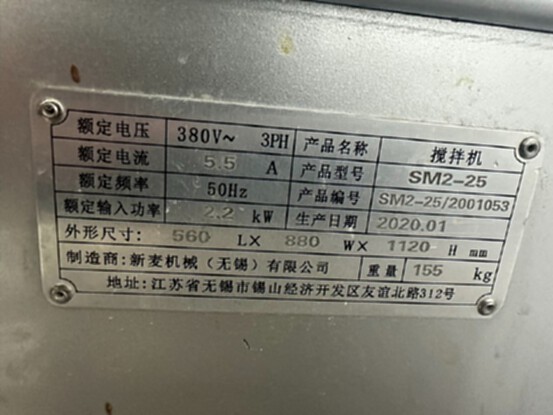 额定电压 380V~ 3PH 产品名称 搅拌机
额定电流 5.5 A 产品型号 SM2-25
额定频率 50Hz 产品编号 SM2-25/2001053
额定输入功率 2.2 kW 生产日期 2020.01
外形尺寸: 560 L× 880 W× 1120 H mm
制造商: 新麦机械（无锡）有限公司 重量 155 kg
地址: 江苏省无锡市锡山经济开发区友谊北路312号